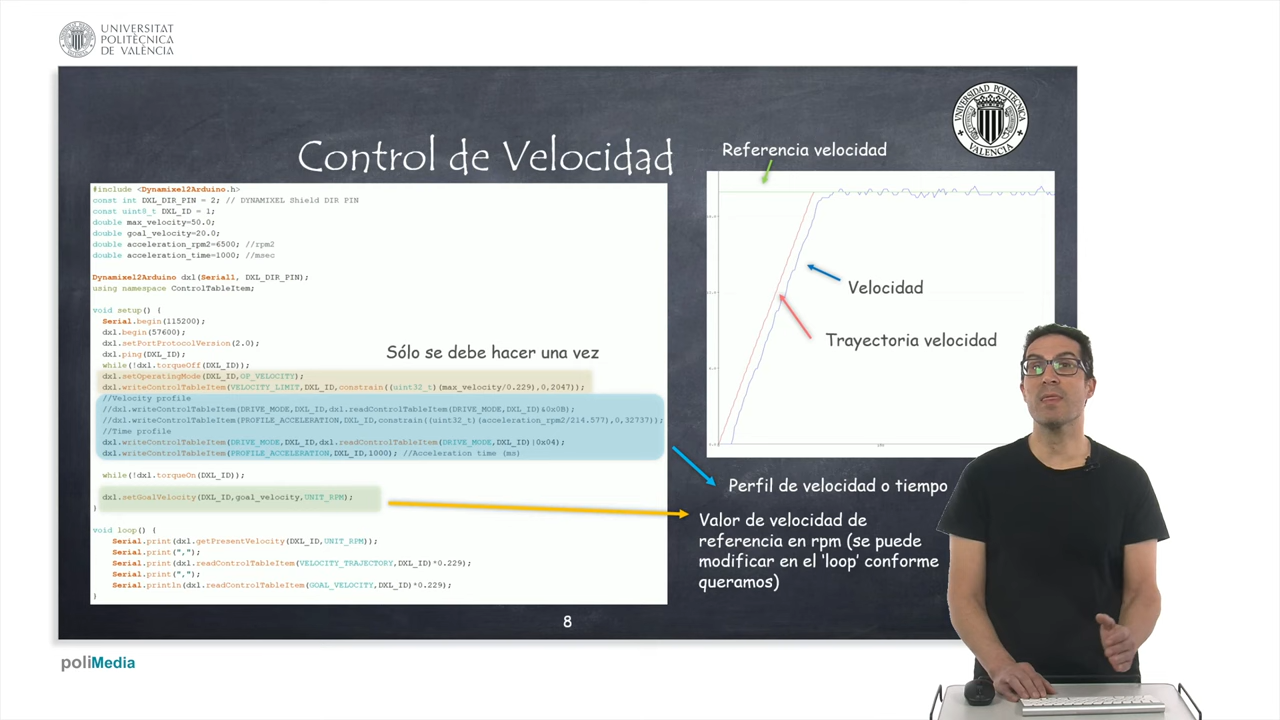 UNIVERSITAT
POLITÈCNICA
DE VALÈNCIA
UNIVERSIDAD POLITECNICA
VALENCIA
Control de Velocidad
#include <Dynamixel2Arduino.h>
const int DXL_DIR_PIN = 2; // DYNAMIXEL Shield DIR PIN
const uint8_t DXL_ID = 1;
double max_velocity=50.0;
double goal_velocity=20.0;
double acceleration_rpm2=6500; //rpm2
double acceleration_time=1000; //msec
Dynamixel2Arduino dxl(Serial1, DXL_DIR_PIN);
using namespace ControlTableItem;
void setup() {
Serial.begin(115200);
dxl.begin(57600);
dxl.setPortProtocolVersion(2.0);
dxl.ping(DXL_ID);
while(!dxl.torqueOff(DXL_ID));
dxl.setOperatingMode(DXL_ID,OP_VELOCITY);
dxl.writeControlTableItem(VELOCITY_LIMIT,DXL_ID,constrain((uint32_t)(max_velocity/0.229),0,2047));
//Velocity profile
//dxl.writeControlTableItem(DRIVE_MODE,DXL_ID,dxl.readControlTableItem(DRIVE_MODE,DXL_ID)&0x0B);
//dxl.writeControlTableItem(PROFILE_ACCELERATION,DXL_ID,constrain((uint32_t)(acceleration_rpm2/214.577),0,32737));
//Time profile
dxl.writeControlTableItem(DRIVE_MODE,DXL_ID,dxl.readControlTableItem(DRIVE_MODE,DXL_ID)|0x04);
dxl.writeControlTableItem(PROFILE_ACCELERATION,DXL_ID,1000); //Acceleration time (ms)
while(!dxl.torqueOn(DXL_ID));
dxl.setGoalVelocity(DXL_ID,goal_velocity,UNIT_RPM);
}
void loop() {
Serial.print(dxl.getPresentVelocity(DXL_ID,UNIT_RPM));
Serial.print(",");
Serial.print(dxl.readControlTableItem(VELOCITY_TRAJECTORY,DXL_ID)*0.229);
Serial.print(",");
Serial.println(dxl.readControlTableItem(GOAL_VELOCITY,DXL_ID)*0.229);
}
Sólo se debe hacer una vez
Referencia velocidad
Velocidad
Trayectoria velocidad
Perfil de velocidad o tiempo
Valor de velocidad de
referencia en rpm (se puede
modificar en el 'loop' conforme
queramos)
8
poliMedia